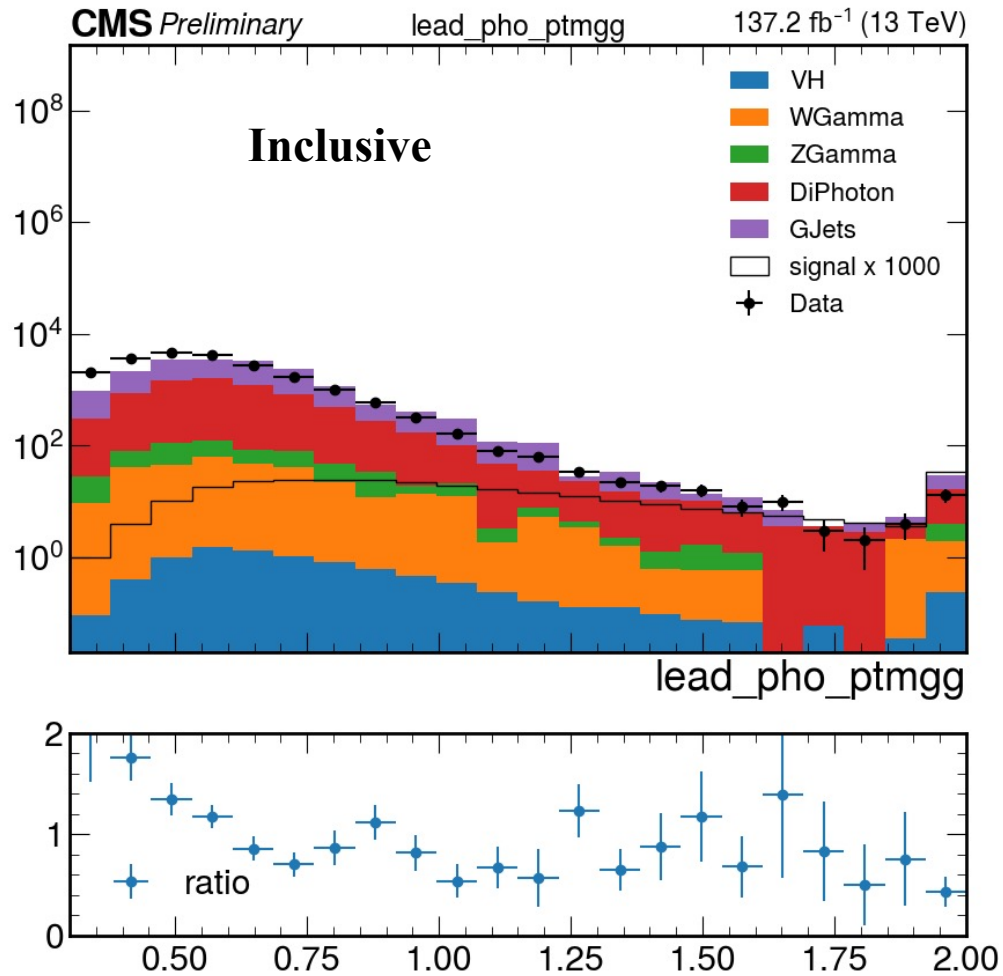 CMS Preliminary lead_pho_ptmgg 137.2 fb⁻¹ (13 TeV)
Inclusive
VH
WGamma
ZGamma
DiPhoton
GJets
signal x 1000
Data
10⁸
10⁶
10⁴
10²
10⁰
lead_pho_ptmgg
2
1
0
ratio
0.50 0.75 1.00 1.25 1.50 1.75 2.00